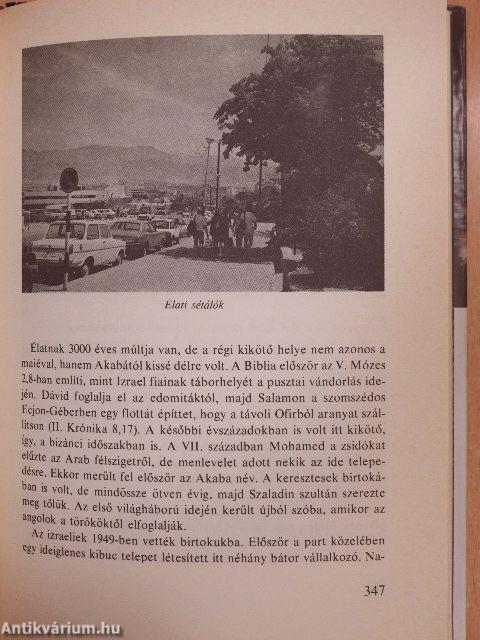 Élati sétálók
Élatnak 3000 éves múltja van, de a régi kikötő helye nem azonos a
maiéval, hanem Akabától kissé délre volt. A Biblia először az V. Mózes
2,8-ban említi, mint Izrael fiainak táborhelyét a pusztai vándorlás ide-
jén. Dávid foglalja el az edomitáktól, majd Salamon a szomszédos
Ecjon-Géberben egy flottát építtet, hogy a távoli Ofirból aranyat szál-
lítson (II. Krónika 8,17). A későbbi évszázadokban is volt itt kikötő,
így, a bizánci időszakban is. A VII. században Mohamed a zsidókat
elűzte az Arab félszigetről, de menlevelet adott nekik az ide telepe-
désre. Ekkor merült fel először az Akaba név. A keresztesek birtoká-
ban is volt, de mindössze ötven évig, majd Szaladin szultán szerezte
meg tőlük. Az első világháború idején került újból szóba, amikor az
angolok a törököktől elfoglalják.
Az izraeliek 1949-ben vették birtokukba. Először a part közelében
egy ideiglenes kibuc telepet létesített itt néhány bátor vállalkozó. Na-
347
Antikvárium.hu